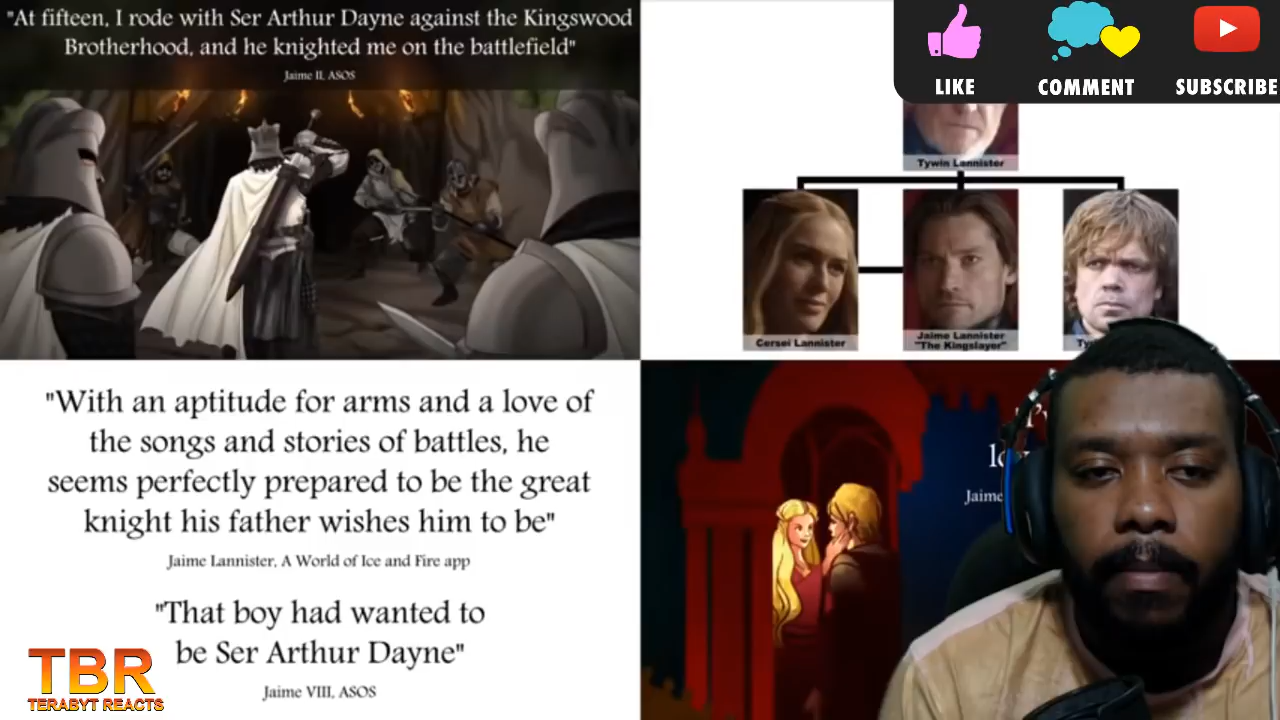 "At fifteen, I rode with Ser Arthur Dayne against the Kingswood
Brotherhood, and he knighted me on the battlefield"
Jaime II, ASOS
LIKE
COMMENT
SUBSCRIBE
Tywin Lannister
Cersei Lannister
Jaime Lannister
"The Kingslayer"
"With an aptitude for arms and a love of
the songs and stories of battles, he
seems perfectly prepared to be the great
knight his father wishes him to be"
Jaime Lannister, A World of Ice and Fire app
"That boy had wanted to
be Ser Arthur Dayne"
Jaime VIII, ASOS
Jaime
TBR
TERABYT REACTS